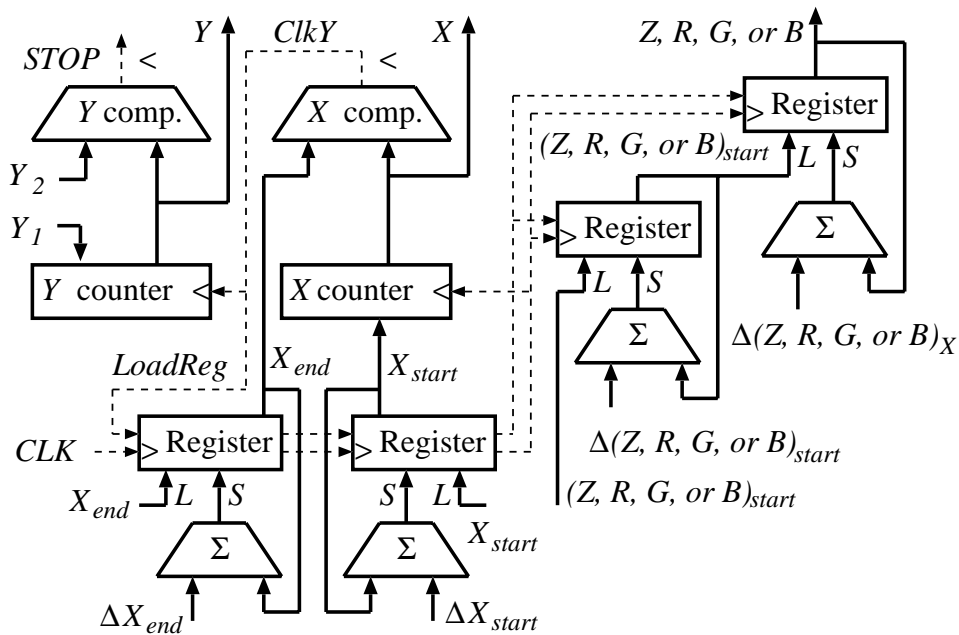 Y
ClkY
X
Z, R, G, or B
STOP
<
<
Y comp.
X comp.
Register
>
(Z, R, G, or B)start
L
S
Y2
Register
>
Σ
Y1
L
S
Y counter
<
X counter
<
Σ
Δ(Z, R, G, or B)X
LoadReg
Xend
Xstart
CLK
>
Register
>
Register
Δ(Z, R, G, or B)start
Xend
L
S
S
L
Xstart
(Z, R, G, or B)start
Σ
Σ
ΔXend
ΔXstart